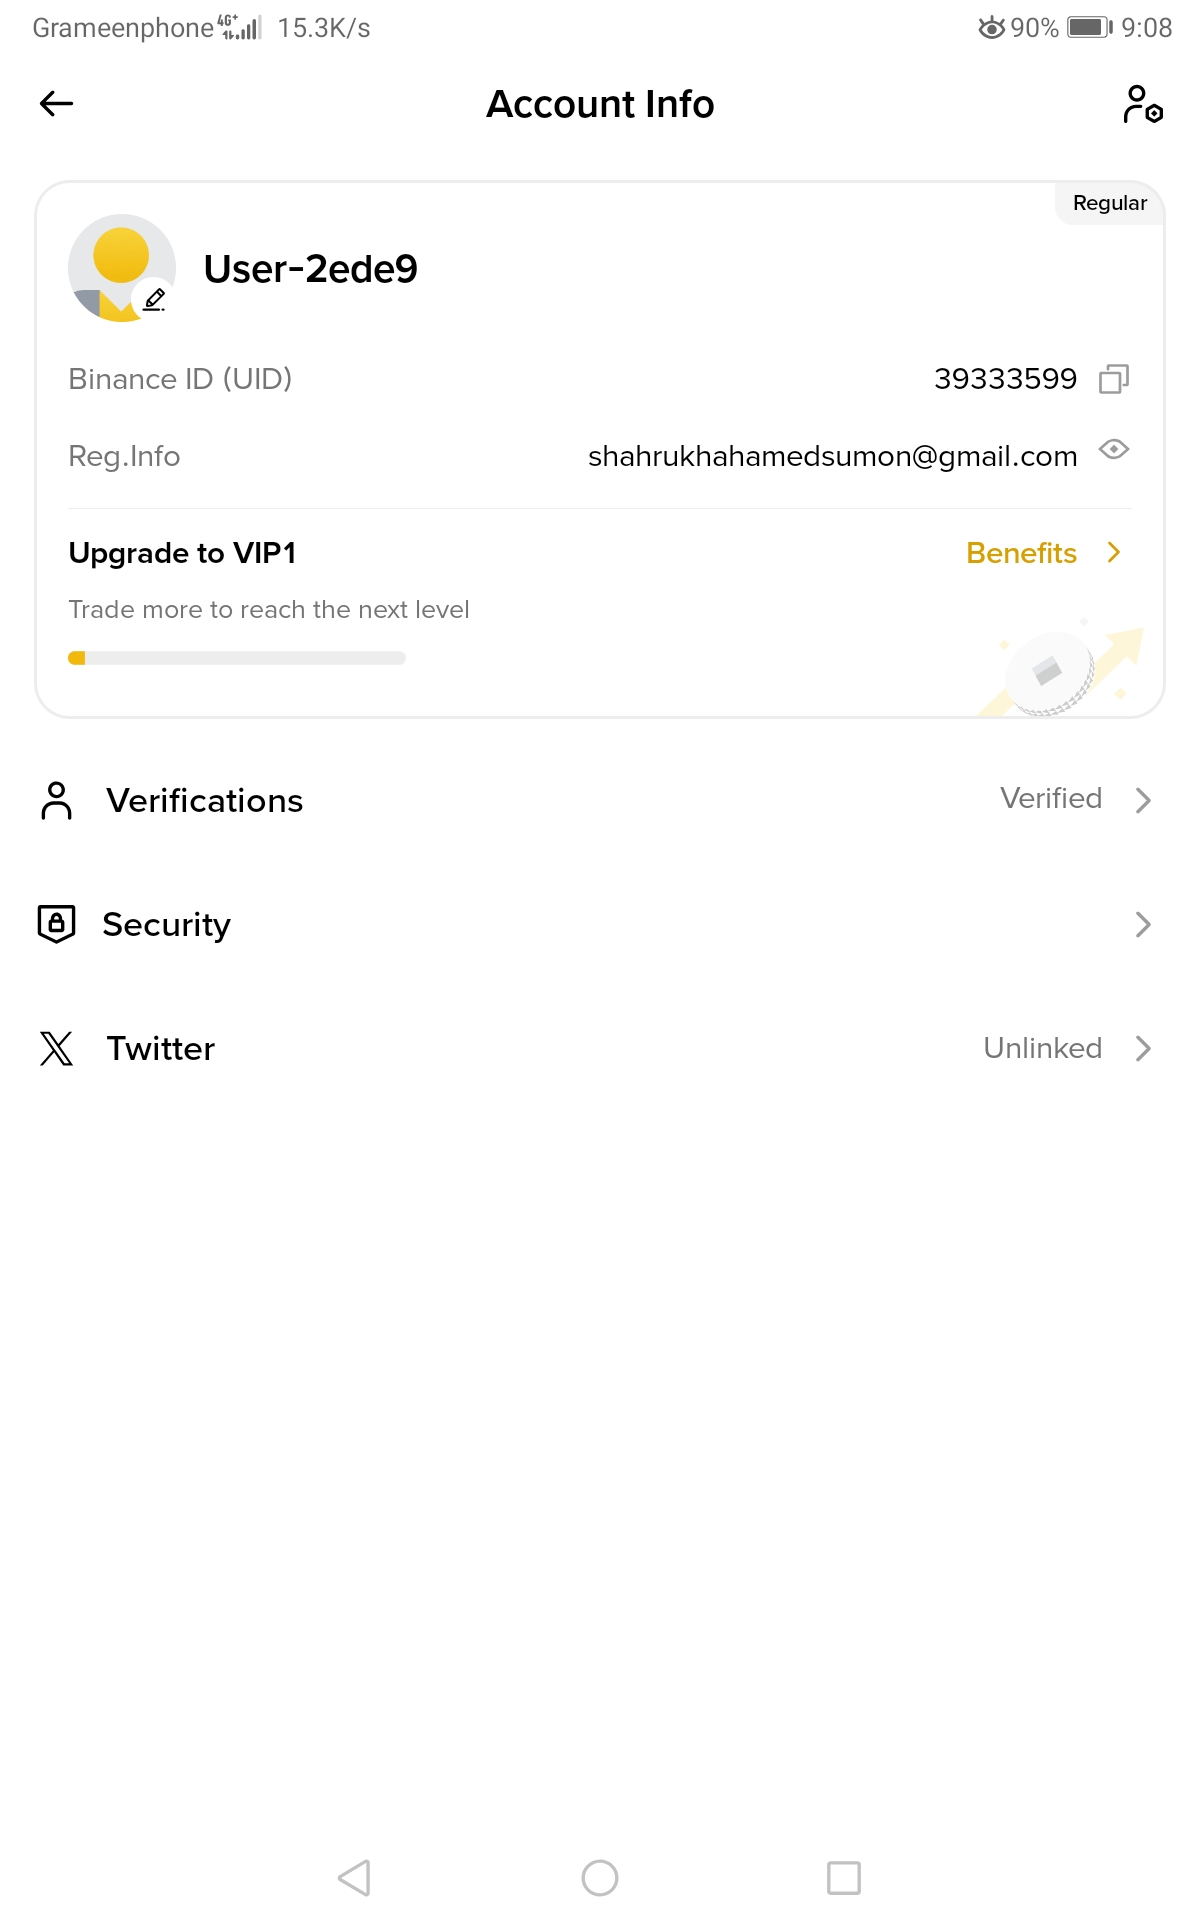 Grameenphone 4G+ 15.3K/s 90% 9:08
Account Info
Regular
User-2ede9
Binance ID (UID) 39333599
Reg.Info shahrukhahamedsumon@gmail.com
Upgrade to VIP1 Benefits
Trade more to reach the next level
Verifications Verified
Security
Twitter Unlinked